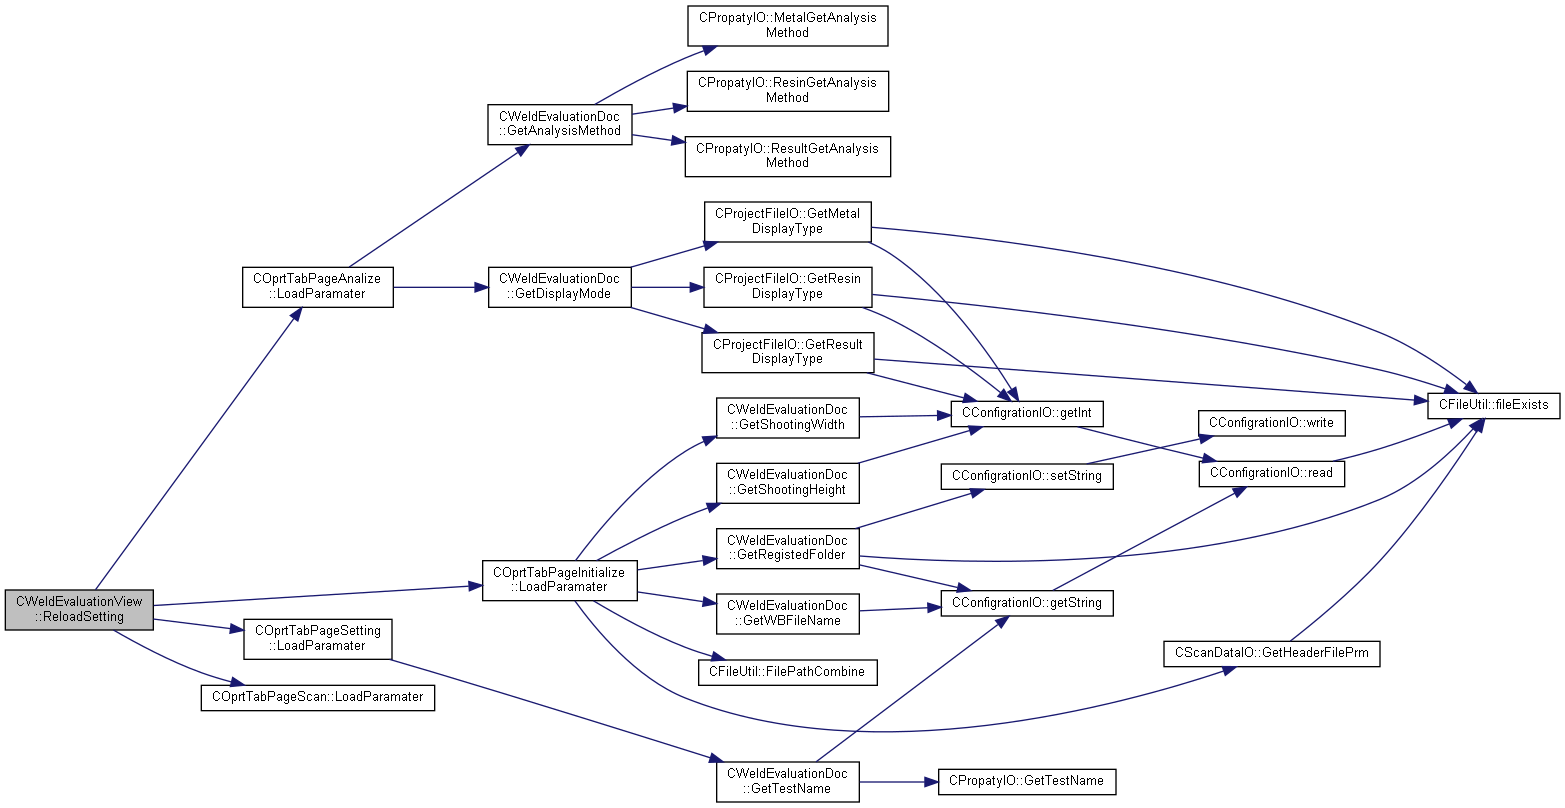 CPropatyIO::MetalGetAnalysis
Method
CPropatyIO::ResinGetAnalysis
Method
CWeldEvaluationDoc
::GetAnalysisMethod
CPropatyIO::ResultGetAnalysis
Method
CProjectFileIO::GetMetal
DisplayType
COprtTabPageAnalize
::LoadParamater
CWeldEvaluationDoc
::GetDisplayMode
CProjectFileIO::GetResin
DisplayType
CProjectFileIO::GetResult
DisplayType
CWeldEvaluationDoc
::GetShootingWidth
CConfigrationIO::getInt
CFileUtil::fileExists
CConfigrationIO::write
CWeldEvaluationDoc
::GetShootingHeight
CConfigrationIO::setString
CConfigrationIO::read
CWeldEvaluationDoc
::GetRegistedFolder
COprtTabPageInitialize
::LoadParamater
CWeldEvaluationView
::ReloadSetting
CWeldEvaluationDoc
::GetWBFileName
CConfigrationIO::getString
COprtTabPageSetting
::LoadParamater
CScanDataIO::GetHeaderFilePrm
CFileUtil::FilePathCombine
COprtTabPageScan::LoadParamater
CWeldEvaluationDoc
::GetTestName
CPropatyIO::GetTestName